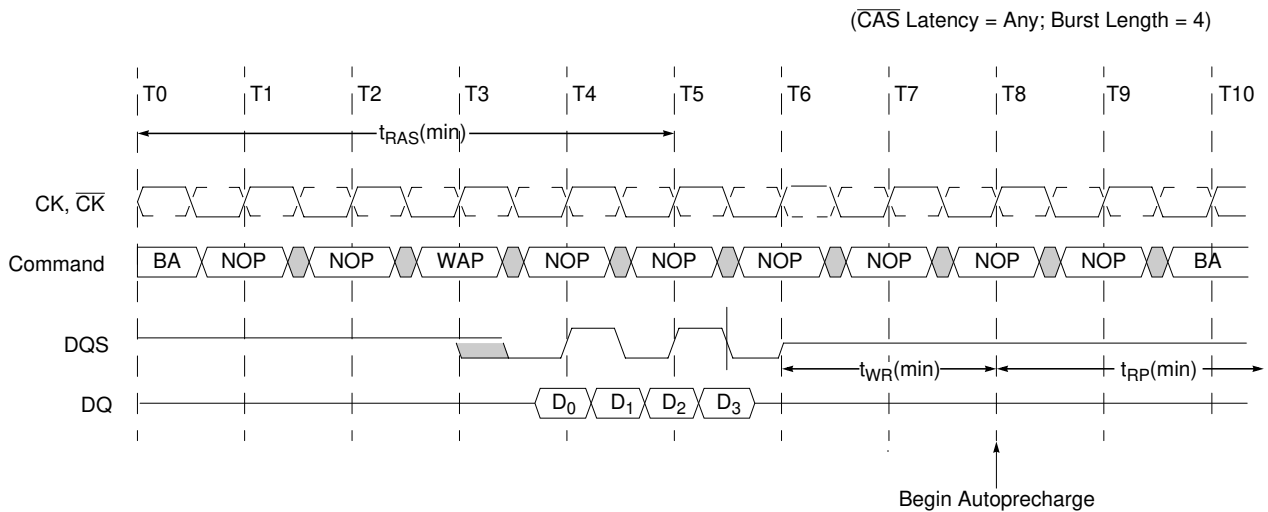 (C̅A̅S̅ Latency = Any; Burst Length = 4)
T0 T1 T2 T3 T4 T5 T6 T7 T8 T9 T10
tRAS(min)
CK, C̅K̅
Command BA NOP NOP WAP NOP NOP NOP NOP NOP NOP BA
DQS
tWR(min) tRP(min)
DQ D0 D1 D2 D3
Begin Autoprecharge